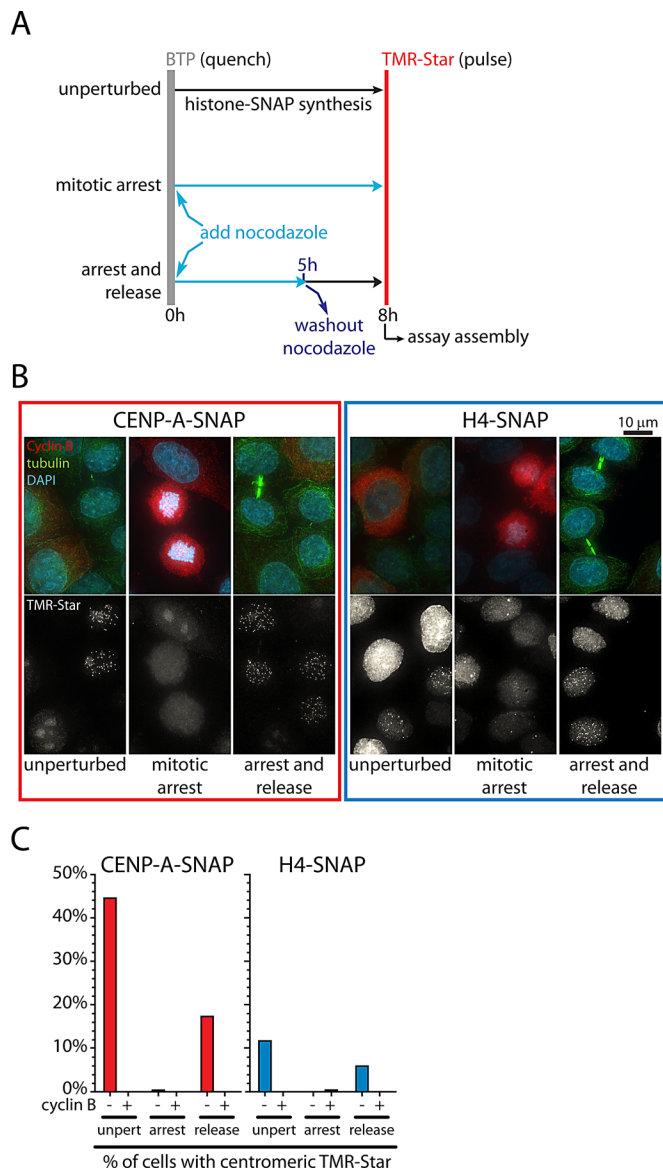 A
BTP (quench) TMR-Star (pulse)
unperturbed
histone-SNAP synthesis
mitotic arrest
add nocodazole
arrest and
release
5h
washout
nocodazole
0h
8h
assay assembly
B
CENP-A-SNAP H4-SNAP
10 µm
Cyclin B
tubulin
DAPI
TMR-Star
unperturbed mitotic arrest and unperturbed mitotic arrest and
arrest release arrest release
C
CENP-A-SNAP H4-SNAP
50%
40%
30%
20%
10%
0%
cyclin B - + - + - + - + - + - +
unpert arrest release unpert arrest release
% of cells with centromeric TMR-Star